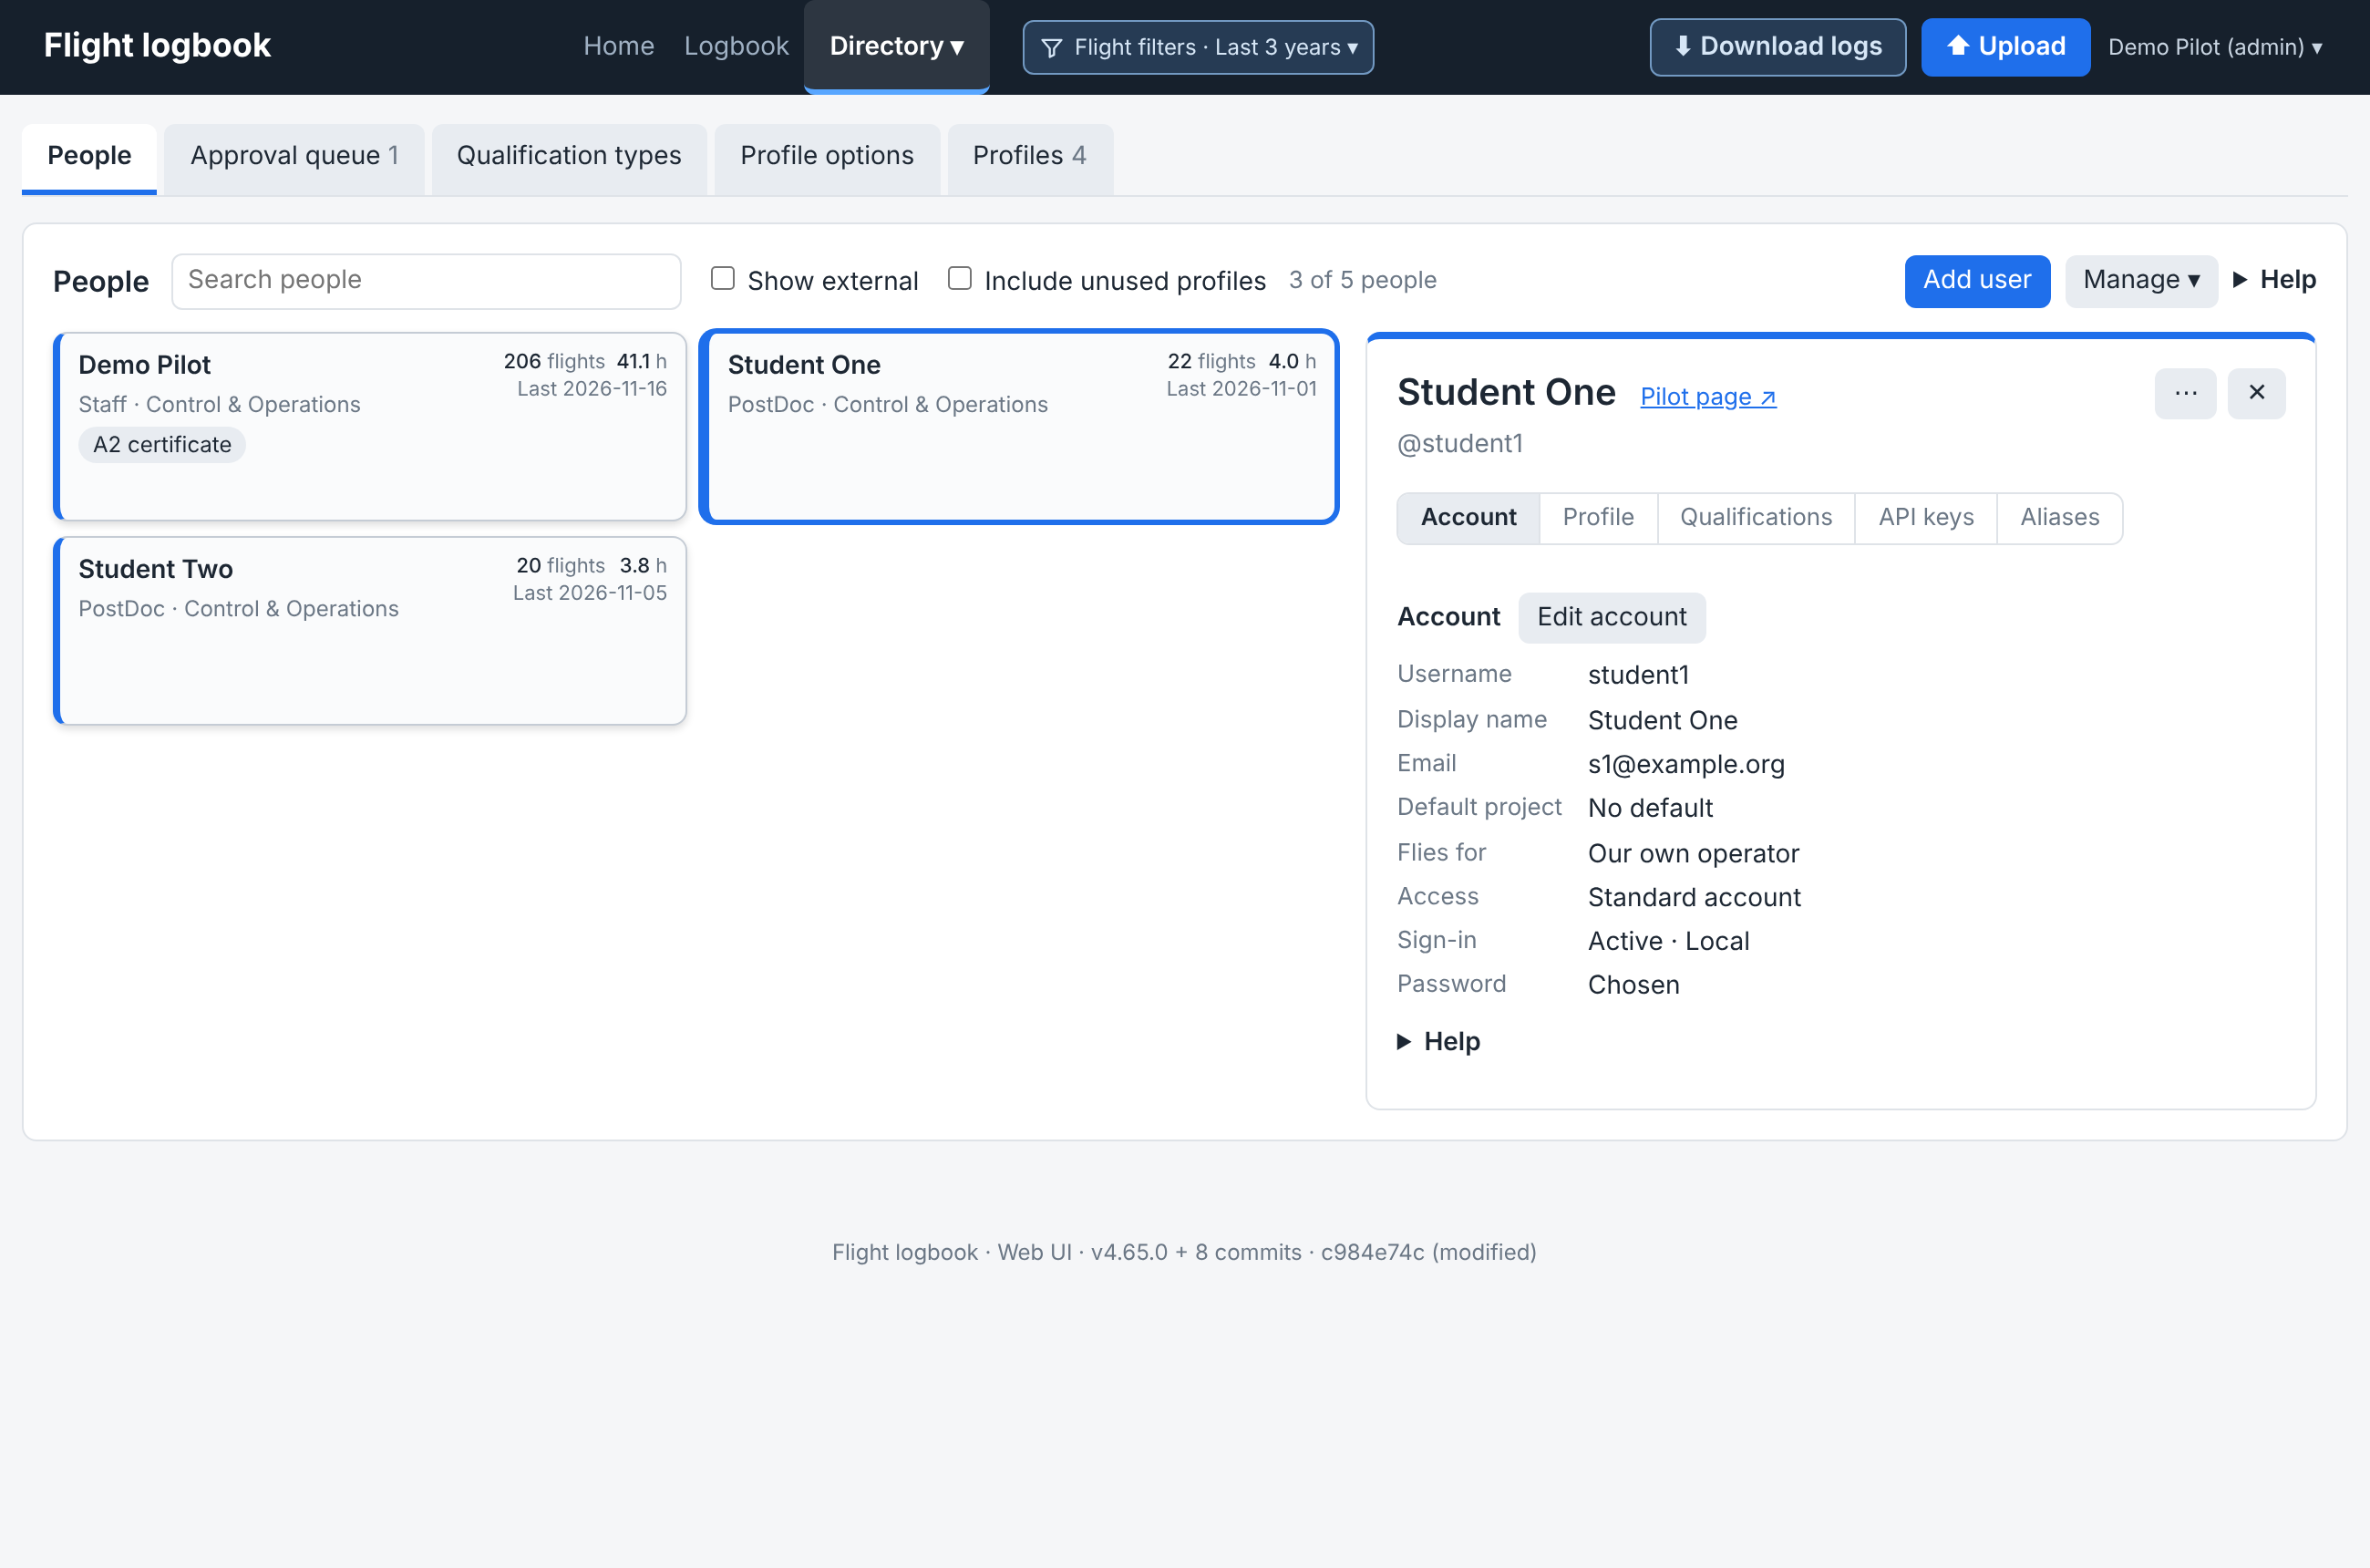 Flight logbook
Home
Logbook
Directory ▾
Flight filters · Last 3 years ▾
⬇ Download logs
⬆ Upload
Demo Pilot (admin) ▾
People
Approval queue 1
Qualification types
Profile options
Profiles 4
People
Search people
Show external
Include unused profiles
3 of 5 people
Add user
Manage ▾
▶ Help
Demo Pilot
206 flights 41.1 h
Last 2026-11-16
Staff · Control & Operations
A2 certificate
Student One
22 flights 4.0 h
Last 2026-11-01
PostDoc · Control & Operations
Student Two
20 flights 3.8 h
Last 2026-11-05
PostDoc · Control & Operations
Student One
Pilot page ↗
⋯
✕
@student1
Account
Profile
Qualifications
API keys
Aliases
Account
Edit account
Username student1
Display name Student One
Email s1@example.org
Default project No default
Flies for Our own operator
Access Standard account
Sign-in Active · Local
Password Chosen
▶ Help
Flight logbook · Web UI · v4.65.0 + 8 commits · c984e74c (modified)